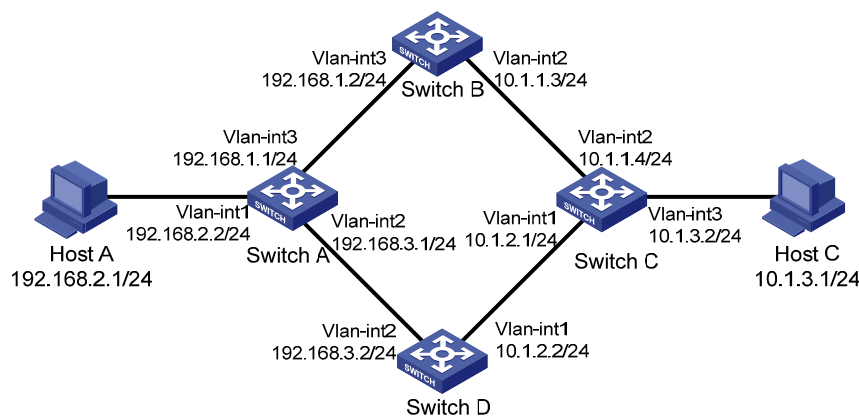 Vlan-int3
192.168.1.2/24
SWITCH
Switch B
Vlan-int2
10.1.1.3/24
Vlan-int3
192.168.1.1/24
Vlan-int2
10.1.1.4/24
Host A
192.168.2.1/24
Vlan-int1
192.168.2.2/24
SWITCH
Switch A
Vlan-int2
192.168.3.1/24
Vlan-int1
10.1.2.1/24
SWITCH
Switch C
Vlan-int3
10.1.3.2/24
Host C
10.1.3.1/24
Vlan-int2
192.168.3.2/24
SWITCH
Switch D
Vlan-int1
10.1.2.2/24